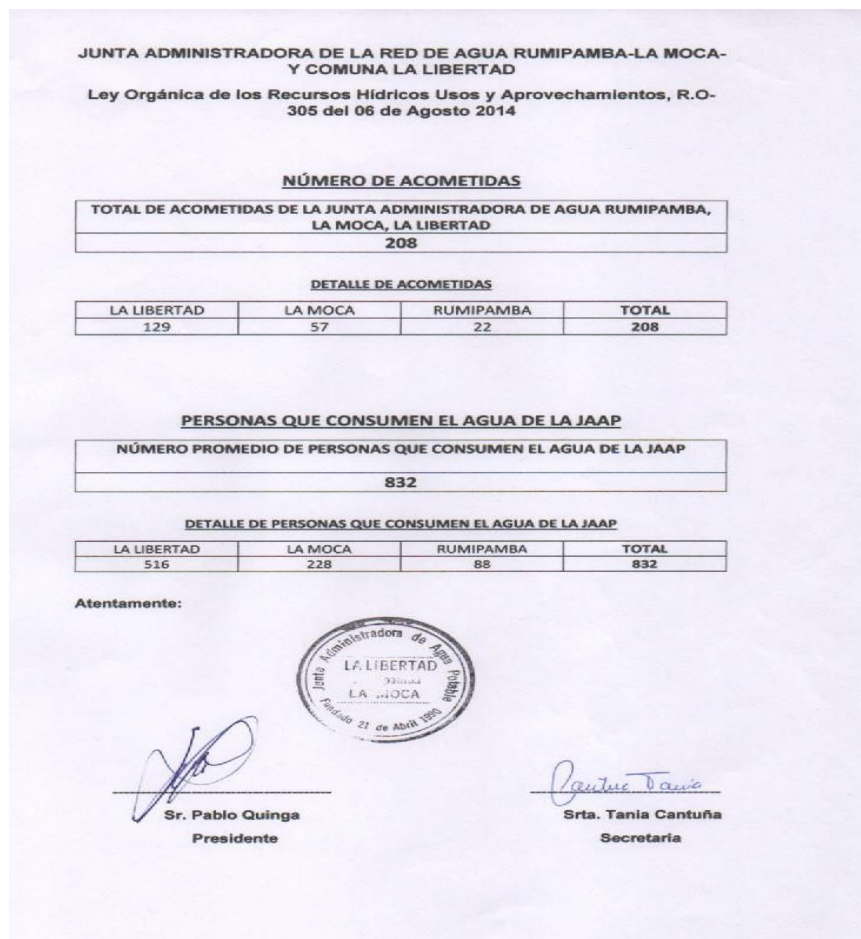 JUNTA ADMINISTRADORA DE LA RED DE AGUA RUMIPAMBA-LA MOCA-
Y COMUNA LA LIBERTAD
Ley Orgánica de los Recursos Hídricos Usos y Aprovechamientos, R.O-
305 del 06 de Agosto 2014
NÚMERO DE ACOMETIDAS
TOTAL DE ACOMETIDAS DE LA JUNTA ADMINISTRADORA DE AGUA RUMIPAMBA,
LA MOCA, LA LIBERTAD
208
DETALLE DE ACOMETIDAS
LA LIBERTAD LA MOCA RUMIPAMBA TOTAL
129 57 22 208
PERSONAS QUE CONSUMEN EL AGUA DE LA JAAP
NÚMERO PROMEDIO DE PERSONAS QUE CONSUMEN EL AGUA DE LA JAAP
832
DETALLE DE PERSONAS QUE CONSUMEN EL AGUA DE LA JAAP
LA LIBERTAD LA MOCA RUMIPAMBA TOTAL
516 228 88 832
Atentamente:
Junta Administradora de Agua Potable
LA LIBERTAD
LA MOCA
Fundado 21 de Abril 1990
Sr. Pablo Quinga
Presidente
Tania
Srta. Tania Cantuña
Secretaria